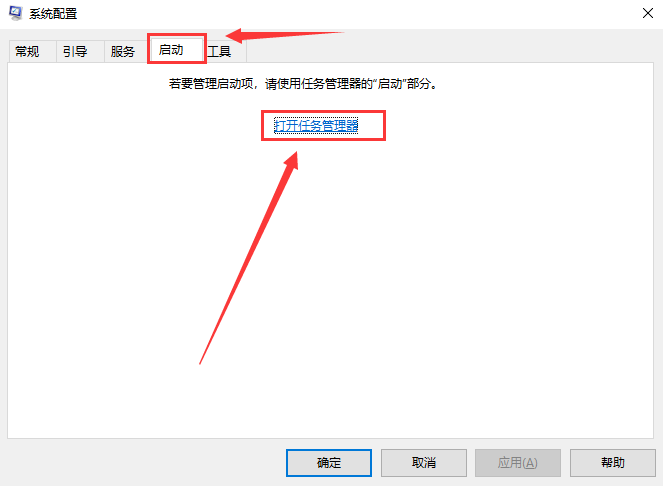 系统配置
常规 引导 服务 启动 工具
若要管理启动项，请使用任务管理器的“启动”部分。
打开任务管理器
确定 取消 应用(A) 帮助